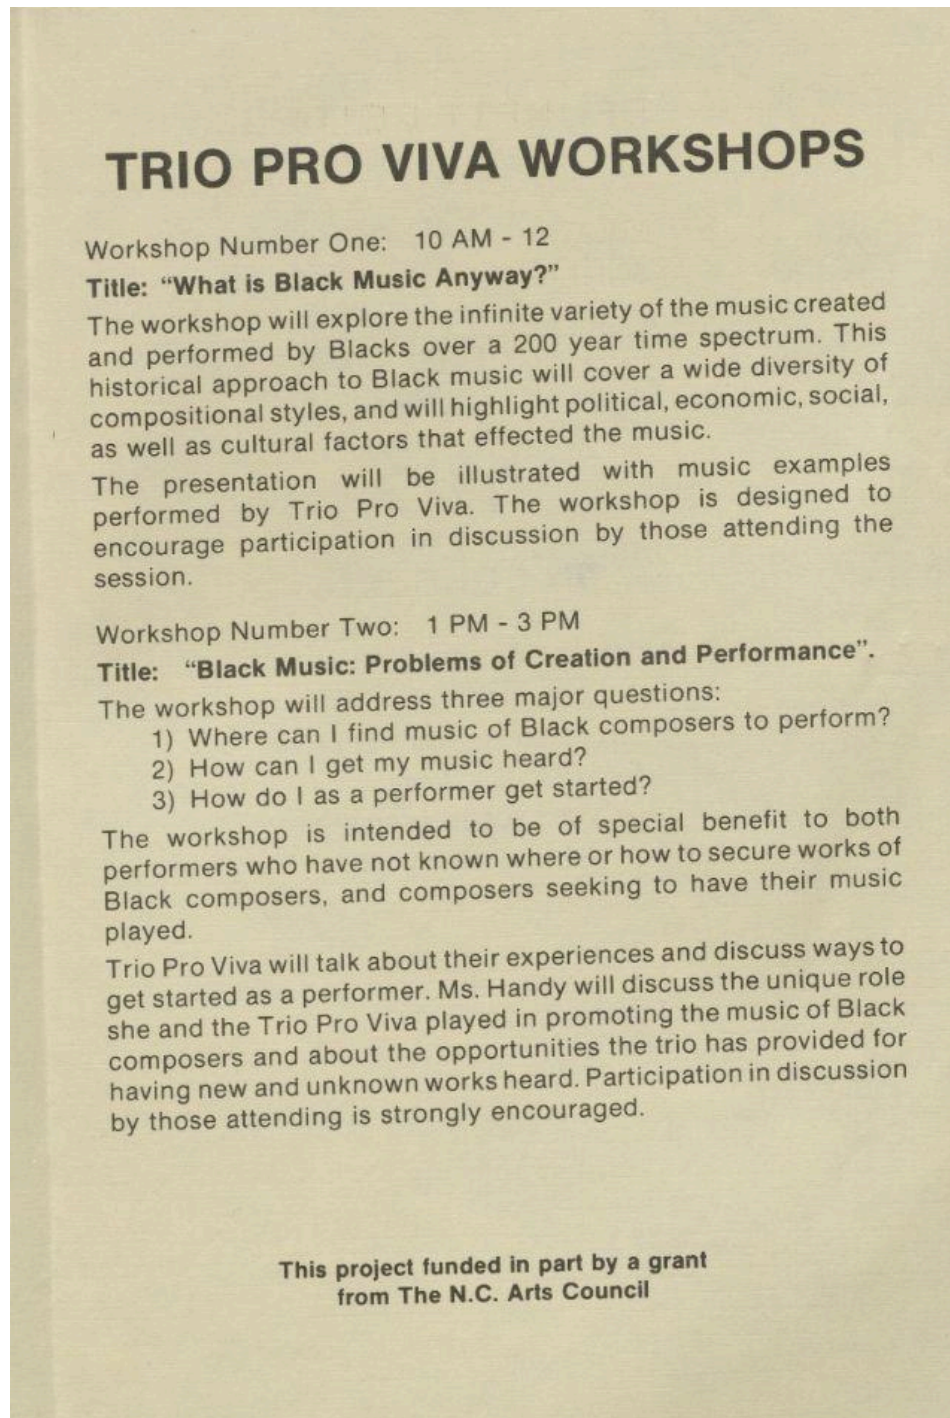 TRIO PRO VIVA WORKSHOPS
Workshop Number One: 10 AM - 12
Title: “What is Black Music Anyway?”
The workshop will explore the infinite variety of the music created
and performed by Blacks over a 200 year time spectrum. This
historical approach to Black music will cover a wide diversity of
compositional styles, and will highlight political, economic, social,
as well as cultural factors that effected the music.
The presentation will be illustrated with music examples
performed by Trio Pro Viva. The workshop is designed to
encourage participation in discussion by those attending the
session.
Workshop Number Two: 1 PM - 3 PM
Title: “Black Music: Problems of Creation and Performance”.
The workshop will address three major questions:
1) Where can I find music of Black composers to perform?
2) How can I get my music heard?
3) How do I as a performer get started?
The workshop is intended to be of special benefit to both
performers who have not known where or how to secure works of
Black composers, and composers seeking to have their music
played.
Trio Pro Viva will talk about their experiences and discuss ways to
get started as a performer. Ms. Handy will discuss the unique role
she and the Trio Pro Viva played in promoting the music of Black
composers and about the opportunities the trio has provided for
having new and unknown works heard. Participation in discussion
by those attending is strongly encouraged.
This project funded in part by a grant
from The N.C. Arts Council